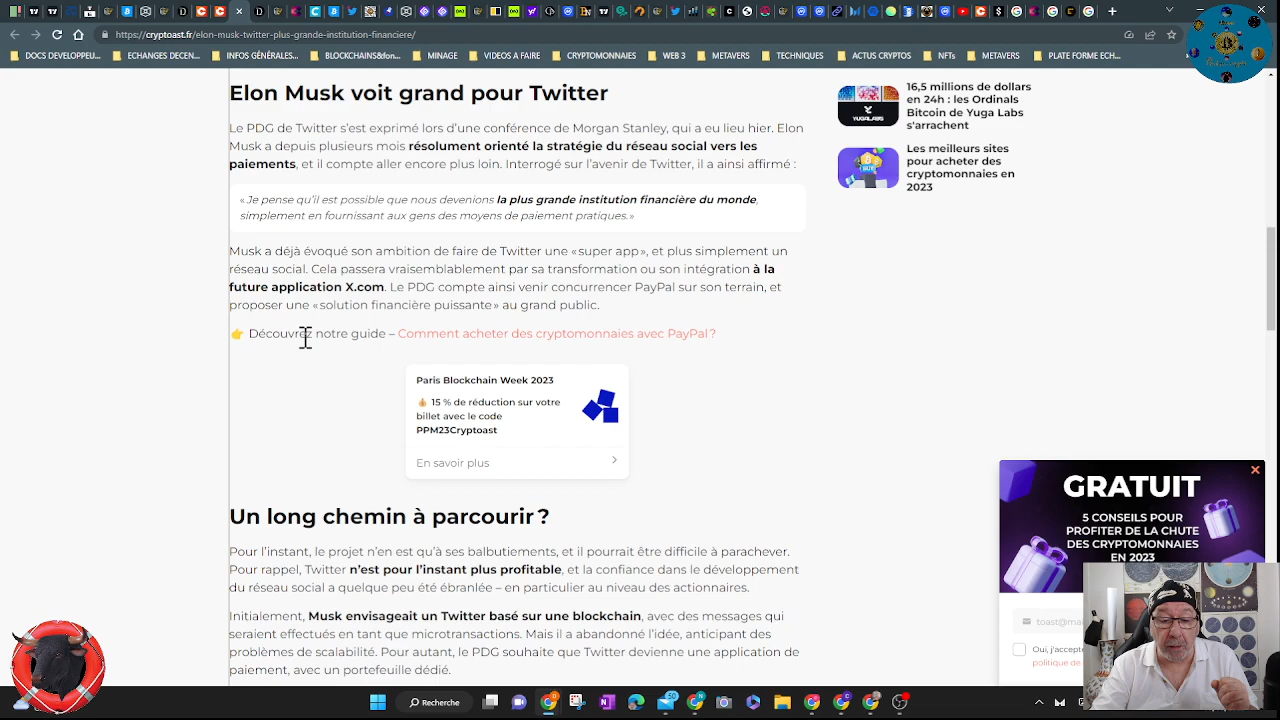 https://cryptoast.fr/elon-musk-twitter-plus-grande-institution-financiere/
DOCS DEVELOPPEU...
ECHANGES DECEN...
INFOS GÉNÉRALES...
BLOCKCHAINS&fon...
MINAGE
VIDEOS A FAIRE
CRYPTOMONNAIES
WEB 3
METAVERS
TECHNIQUES
ACTUS CRYPTOS
NFTs
METAVERS
PLATE FORME ECH...
Elon Musk voit grand pour Twitter
Le PDG de Twitter s'est exprimé lors d'une conférence de Morgan Stanley, qui a eu lieu hier. Elon
Musk a depuis plusieurs mois résolument orienté la stratégie du réseau social vers les
paiements, et il compte aller encore plus loin. Interrogé sur l'avenir de Twitter, il a ainsi affirmé :
« Je pense qu'il est possible que nous devenions la plus grande institution financière du monde,
simplement en fournissant aux gens des moyens de paiement pratiques. »
Musk a déjà évoqué son ambition de faire de Twitter une « super app », et plus simplement un
réseau social. Cela passera vraisemblablement par sa transformation ou son intégration à la
future application X.com. Le PDG compte ainsi venir concurrencer PayPal sur son terrain, et
proposer une « solution financière puissante » au grand public.
👉 Découvrez notre guide – Comment acheter des cryptomonnaies avec PayPal ?
Paris Blockchain Week 2023
💰 15 % de réduction sur votre
billet avec le code
PPM23Cryptoast
En savoir plus
Un long chemin à parcourir ?
Pour l'instant, le projet n'en est qu'à ses balbutiements, et il pourrait être difficile à parachever.
Pour rappel, Twitter n'est pour l'instant plus profitable, et la confiance dans le développement
du réseau social a quelque peu été ébranlée – en particulier au niveau des actionnaires.
Initialement, Musk envisageait un Twitter basé sur une blockchain, avec des messages qui
seraient effectués en tant que microtransactions. Mais il a abandonné l'idée, anticipant des
problèmes de scalabilité. Pour autant, le PDG souhaite que Twitter devienne une application de
paiement, avec un portefeuille dédié.
YUGALABS
16,5 millions de dollars
en 24h : les Ordinals
Bitcoin de Yuga Labs
s'arrachent
BUY
Les meilleurs sites
pour acheter des
cryptomonnaies en
2023
GRATUIT
5 CONSEILS POUR
PROFITER DE LA CHUTE
DES CRYPTOMONNAIES
EN 2023
toast@ma
Oui, j'accepte
politique de
Recherche
50